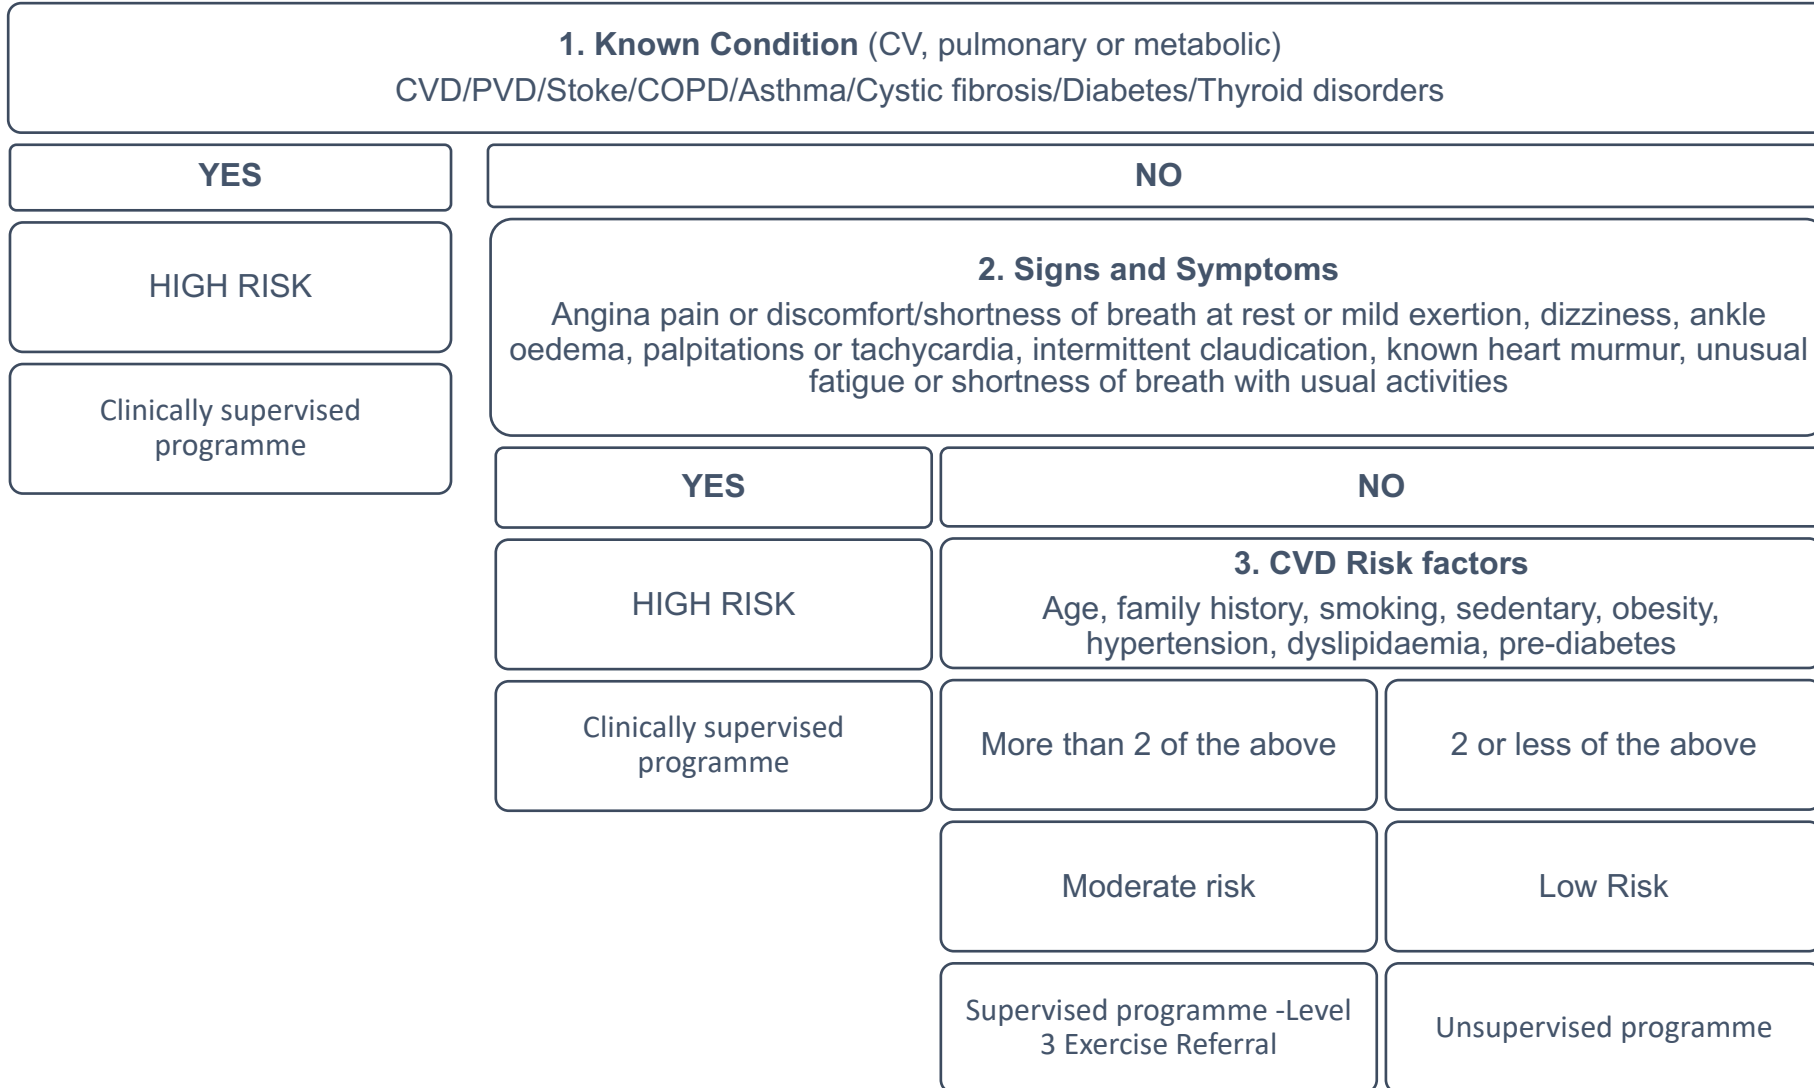 1. Known Condition (CV, pulmonary or metabolic)
CVD/PVD/Stoke/COPD/Asthma/Cystic fibrosis/Diabetes/Thyroid disorders
YES
NO
HIGH RISK
Clinically supervised
programme
2. Signs and Symptoms
Angina pain or discomfort/shortness of breath at rest or mild exertion, dizziness, ankle
oedema, palpitations or tachycardia, intermittent claudication, known heart murmur, unusual
fatigue or shortness of breath with usual activities
YES
NO
HIGH RISK
Clinically supervised
programme
3. CVD Risk factors
Age, family history, smoking, sedentary, obesity,
hypertension, dyslipidaemia, pre-diabetes
More than 2 of the above
2 or less of the above
Moderate risk
Low Risk
Supervised programme -Level
3 Exercise Referral
Unsupervised programme